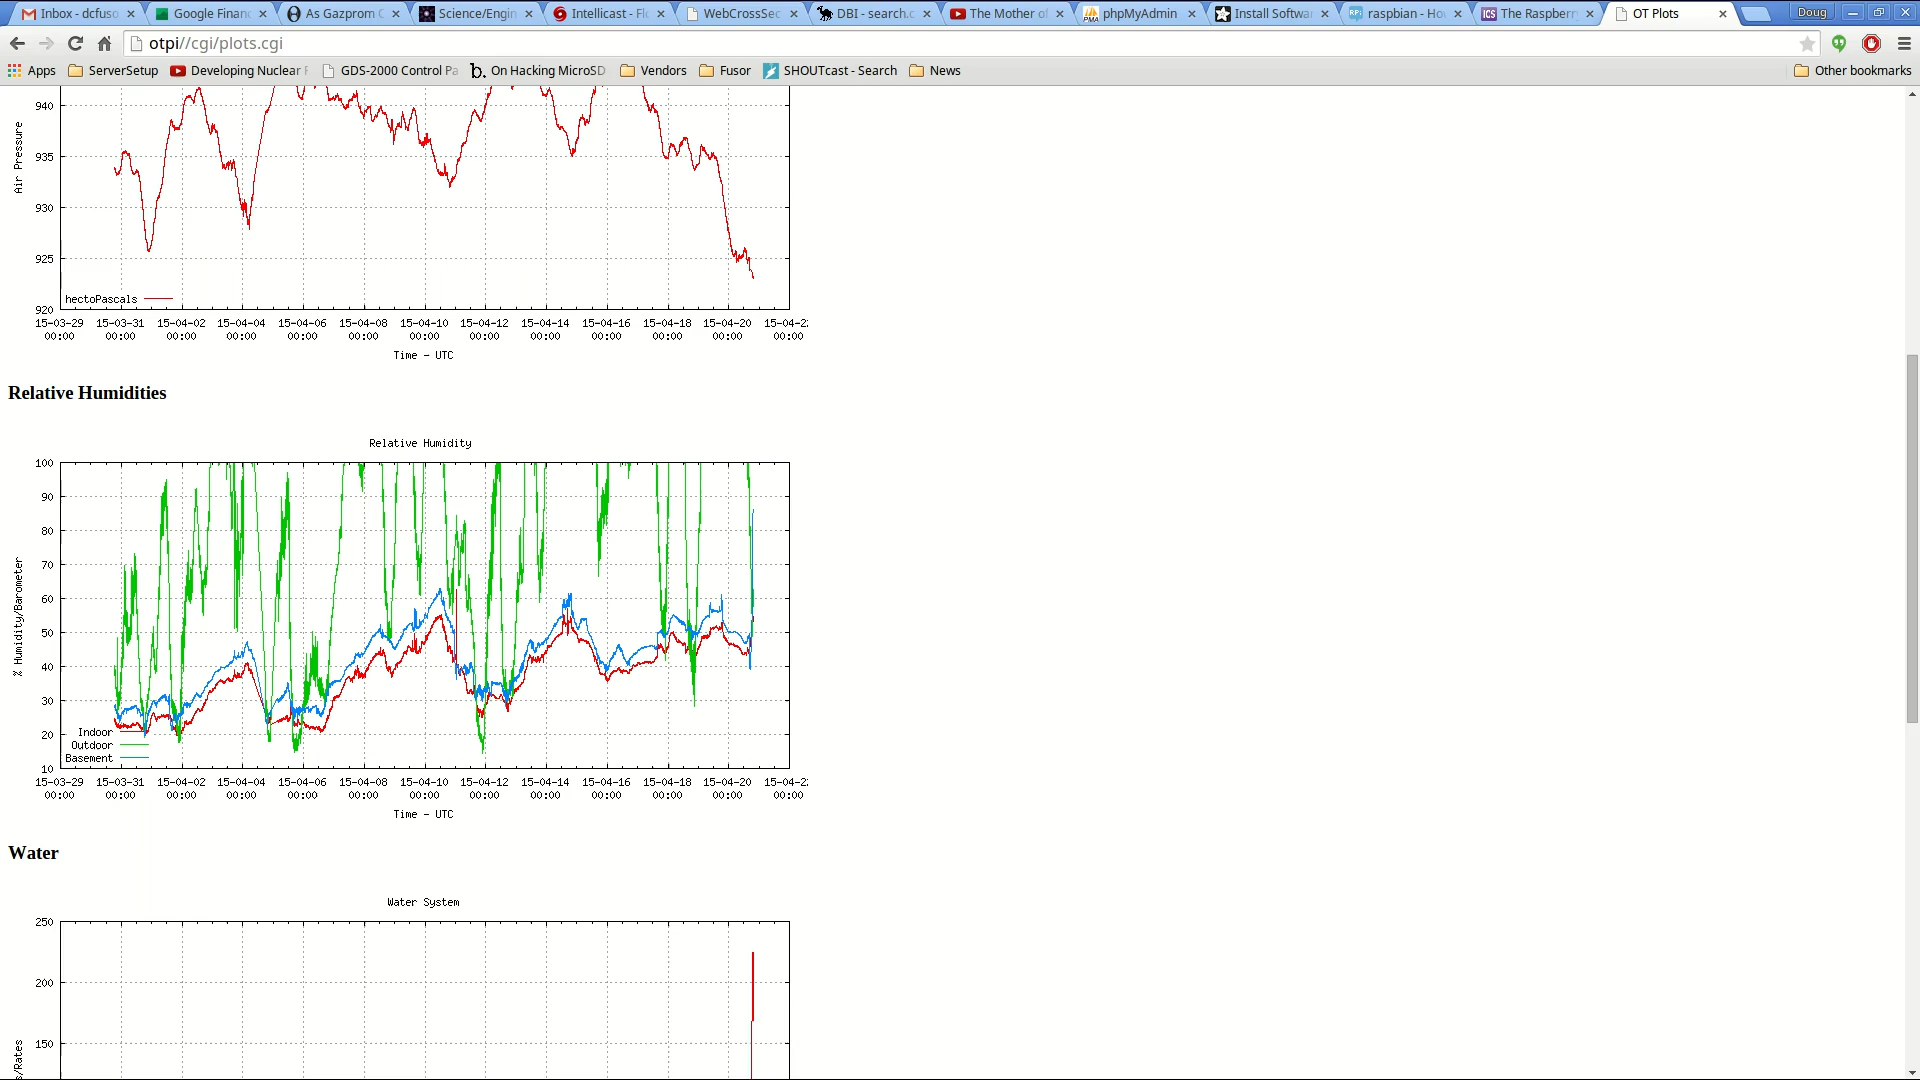 Inbox - dcfuso
Google Financ
As Gazprom C
Science/Engin
Intellicast - Flo
WebCrossSec
DBI - search.c
The Mother of
phpMyAdmin
Install Softwar
raspbian - Hov
The Raspberry
OT Plots
Doug
otpi//cgi/plots.cgi
Apps ServerSetup Developing Nuclear GDS-2000 Control Pa On Hacking MicroSD Vendors Fusor SHOUTcast - Search News Other bookmarks
Air Pressure
940
935
930
925
920
hectoPascals
15-03-29 15-03-31 15-04-02 15-04-04 15-04-06 15-04-08 15-04-10 15-04-12 15-04-14 15-04-16 15-04-18 15-04-20 15-04-22
00:00 00:00 00:00 00:00 00:00 00:00 00:00 00:00 00:00 00:00 00:00 00:00 00:00
Time - UTC
Relative Humidities
Relative Humidity
% Humidity/Barometer
100
90
80
70
60
50
40
30
20
10
Indoor
Outdoor
Basement
15-03-29 15-03-31 15-04-02 15-04-04 15-04-06 15-04-08 15-04-10 15-04-12 15-04-14 15-04-16 15-04-18 15-04-20 15-04-22
00:00 00:00 00:00 00:00 00:00 00:00 00:00 00:00 00:00 00:00 00:00 00:00 00:00
Time - UTC
Water
Water System
250
200
150
s/Rates